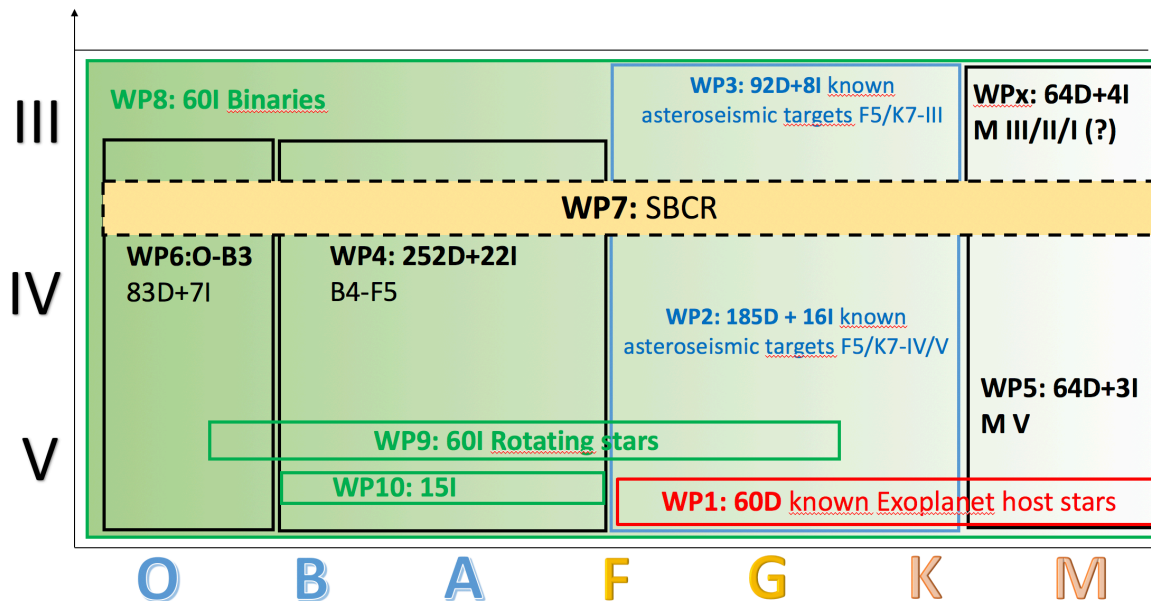 III
WP8: 60I Binaries
WP3: 92D+8I known
asteroseismic targets F5/K7-III
WPx: 64D+4I
M III/II/I (?)
WP7: SBCR
IV
WP6:O-B3
83D+7I
WP4: 252D+22I
B4-F5
WP2: 185D + 16I known
asteroseismic targets F5/K7-IV/V
WP5: 64D+3I
M V
V
WP9: 60I Rotating stars
WP10: 15I
WP1: 60D known Exoplanet host stars
O B A F G K M